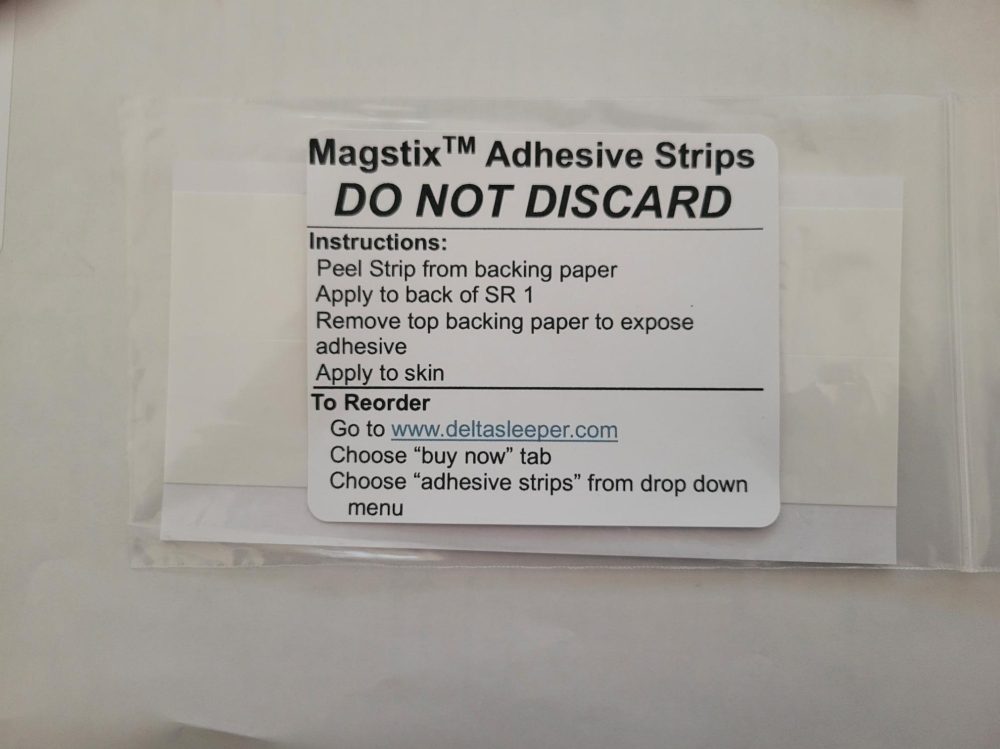 Magstix™ Adhesive Strips
DO NOT DISCARD
Instructions:
Peel Strip from backing paper
Apply to back of SR 1
Remove top backing paper to expose
adhesive
Apply to skin
To Reorder
Go to www.deltasleeper.com
Choose “buy now” tab
Choose “adhesive strips” from drop down
menu